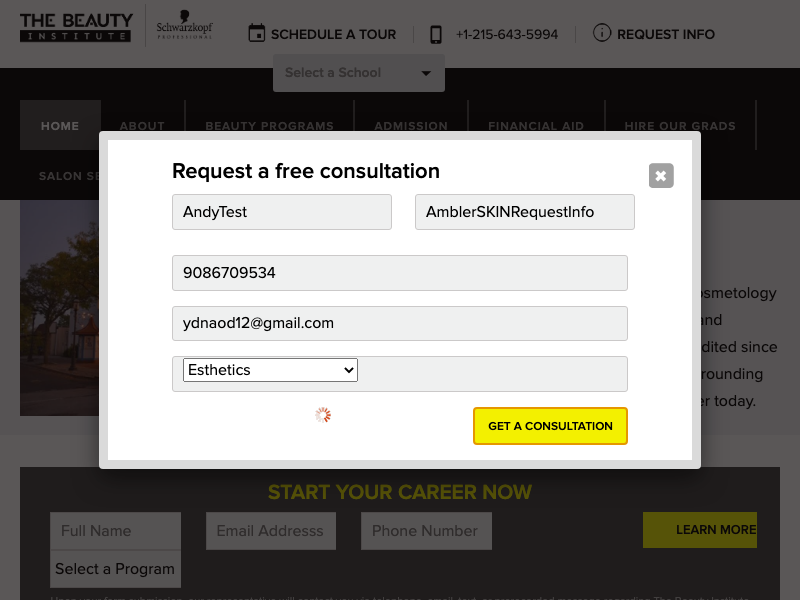 THE BEAUTY
INSTITUTE
Schwarzkopf
PROFESSIONAL
SCHEDULE A TOUR
+1-215-643-5994
REQUEST INFO
Select a School
HOME
ABOUT
BEAUTY PROGRAMS
ADMISSION
FINANCIAL AID
HIRE OUR GRADS
SALON SE
Request a free consultation
AndyTest
AmblerSKINRequestInfo
9086709534
ydnaod12@gmail.com
Esthetics
GET A CONSULTATION
osmetology
and
dited since
rounding
r today.
START YOUR CAREER NOW
Full Name
Email Addresss
Phone Number
LEARN MORE
Select a Program